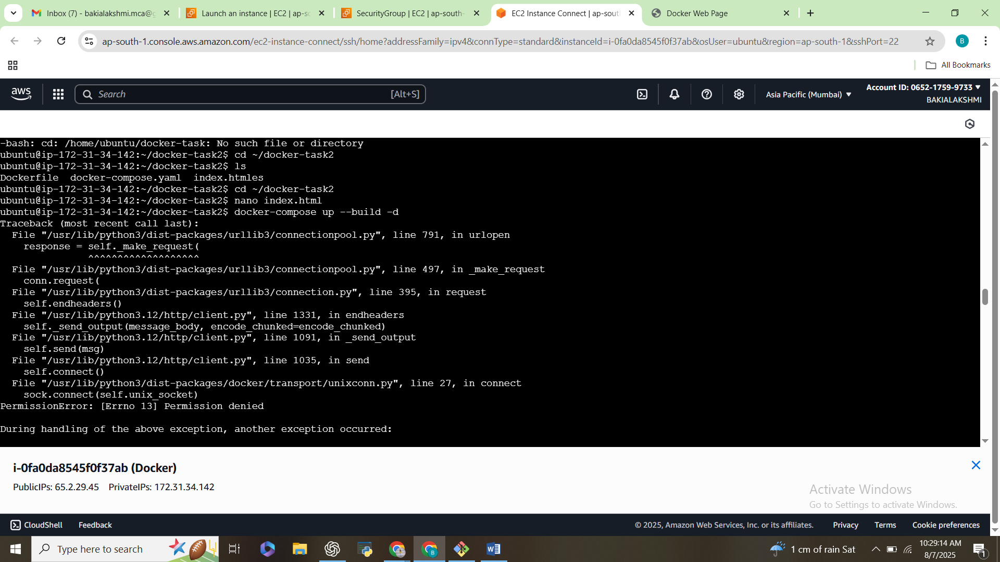 Inbox (7) - bakialakshmi.mca@g
Launch an instance | EC2 | ap-so
SecurityGroup | EC2 | ap-south-
EC2 Instance Connect | ap-sout
Docker Web Page
ap-south-1.console.aws.amazon.com/ec2-instance-connect/ssh/home?addressFamily=ipv4&connType=standard&instanceId=i-0fa0da8545f0f37ab&osUser=ubuntu&region=ap-south-1&sshPort=22
B
All Bookmarks
aws
Search [Alt+S]
Asia Pacific (Mumbai)
Account ID: 0652-1759-9733
BAKIALAKSHMI
-bash: cd: /home/ubuntu/docker-task: No such file or directory
ubuntu@ip-172-31-34-142:~/docker-task2$ cd ~/docker-task2
ubuntu@ip-172-31-34-142:~/docker-task2$ ls
Dockerfile  docker-compose.yaml  index.htmles
ubuntu@ip-172-31-34-142:~/docker-task2$ cd ~/docker-task2
ubuntu@ip-172-31-34-142:~/docker-task2$ nano index.html
ubuntu@ip-172-31-34-142:~/docker-task2$ docker-compose up --build -d
Traceback (most recent call last):
  File "/usr/lib/python3/dist-packages/urllib3/connectionpool.py", line 791, in urlopen
    response = self._make_request(
               ^^^^^^^^^^^^^^^^^^^
  File "/usr/lib/python3/dist-packages/urllib3/connectionpool.py", line 497, in _make_request
    conn.request(
  File "/usr/lib/python3/dist-packages/urllib3/connection.py", line 395, in request
    self.endheaders()
  File "/usr/lib/python3.12/http/client.py", line 1331, in endheaders
    self._send_output(message_body, encode_chunked=encode_chunked)
  File "/usr/lib/python3.12/http/client.py", line 1091, in _send_output
    self.send(msg)
  File "/usr/lib/python3.12/http/client.py", line 1035, in send
    self.connect()
  File "/usr/lib/python3/dist-packages/docker/transport/unixconn.py", line 27, in connect
    sock.connect(self.unix_socket)
PermissionError: [Errno 13] Permission denied
During handling of the above exception, another exception occurred:
i-0fa0da8545f0f37ab (Docker)
PublicIPs: 65.2.29.45 PrivateIPs: 172.31.34.142
Activate Windows
Go to Settings to activate Windows.
CloudShell
Feedback
© 2025, Amazon Web Services, Inc. or its affiliates.
Privacy
Terms
Cookie preferences
Type here to search
B
W
1 cm of rain Sat
10:29:14 AM
8/7/2025
1